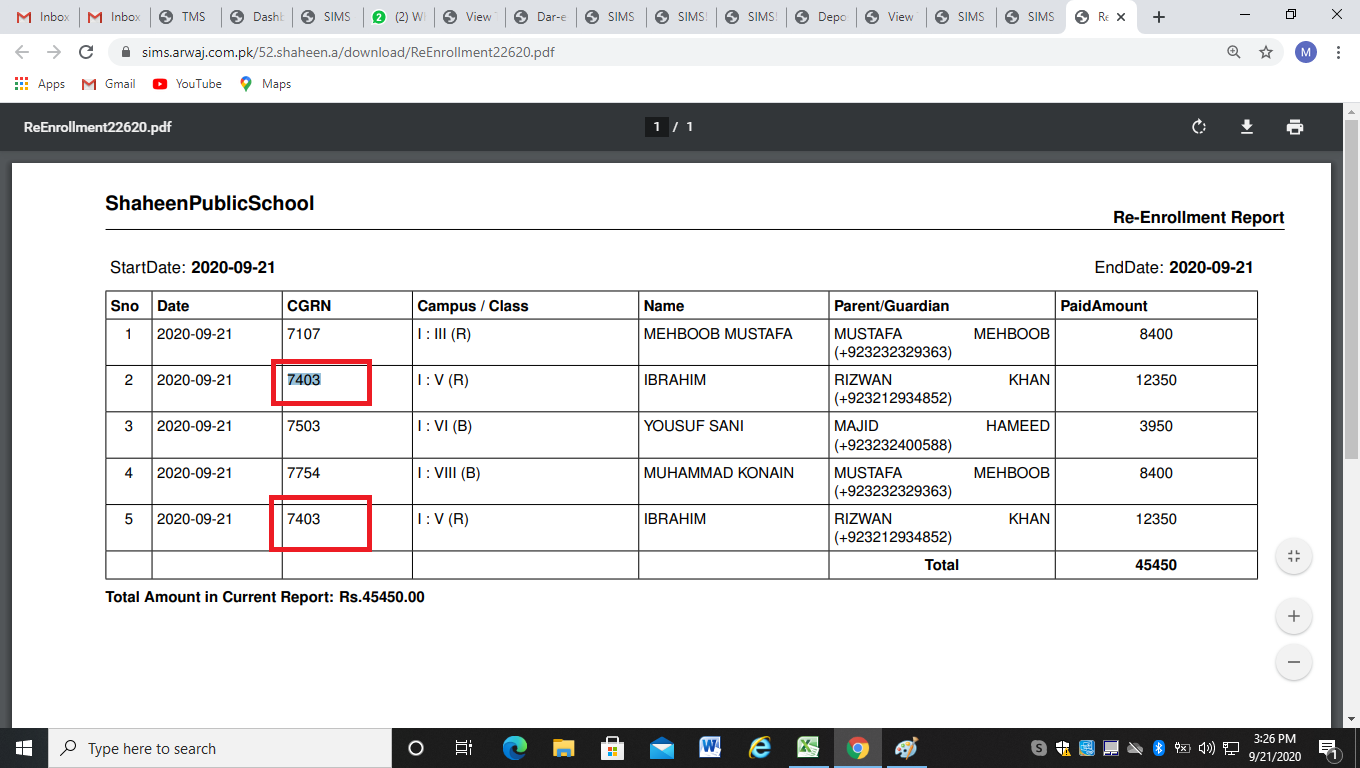 Inbox Inbox TMS Dashb SIMS (2) W View Dar-e SIMS SIMS SIMS Depo View SIMS SIMS Re
sims.arwaj.com.pk/52.shaheen.a/download/ReEnrollment22620.pdf M
Apps Gmail YouTube Maps
ReEnrollment22620.pdf 1 / 1
ShaheenPublicSchool
Re-Enrollment Report
StartDate: 2020-09-21 EndDate: 2020-09-21
Sno Date CGRN Campus / Class Name Parent/Guardian PaidAmount
1 2020-09-21 7107 I : III (R) MEHBOOB MUSTAFA MUSTAFA MEHBOOB 8400
(+923232329363)
2 2020-09-21 7403 I : V (R) IBRAHIM RIZWAN KHAN 12350
(+923212934852)
3 2020-09-21 7503 I : VI (B) YOUSUF SANI MAJID HAMEED 3950
(+923232400588)
4 2020-09-21 7754 I : VIII (B) MUHAMMAD KONAIN MUSTAFA MEHBOOB 8400
(+923232329363)
5 2020-09-21 7403 I : V (R) IBRAHIM RIZWAN KHAN 12350
(+923212934852)
Total 45450
Total Amount in Current Report: Rs.45450.00
Type here to search
3:26 PM
9/21/2020
1